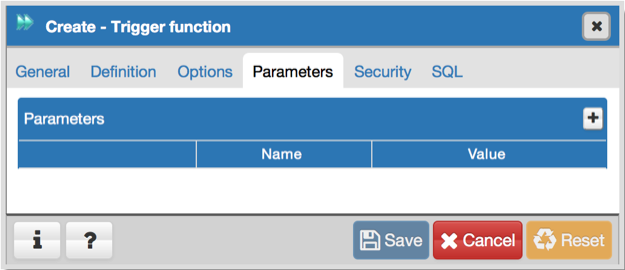 Create - Trigger function
General Definition Options Parameters Security SQL
Parameters
Name Value
i ? Save Cancel Reset